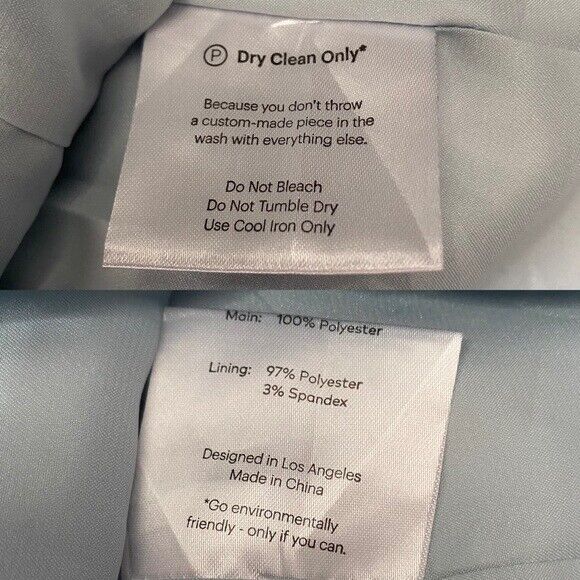 Ⓟ Dry Clean Only*
Because you don't throw
a custom-made piece in the
wash with everything else.
Do Not Bleach
Do Not Tumble Dry
Use Cool Iron Only
Main: 100% Polyester
Lining: 97% Polyester
3% Spandex
Designed in Los Angeles
Made in China
*Go environmentally
friendly - only if you can.